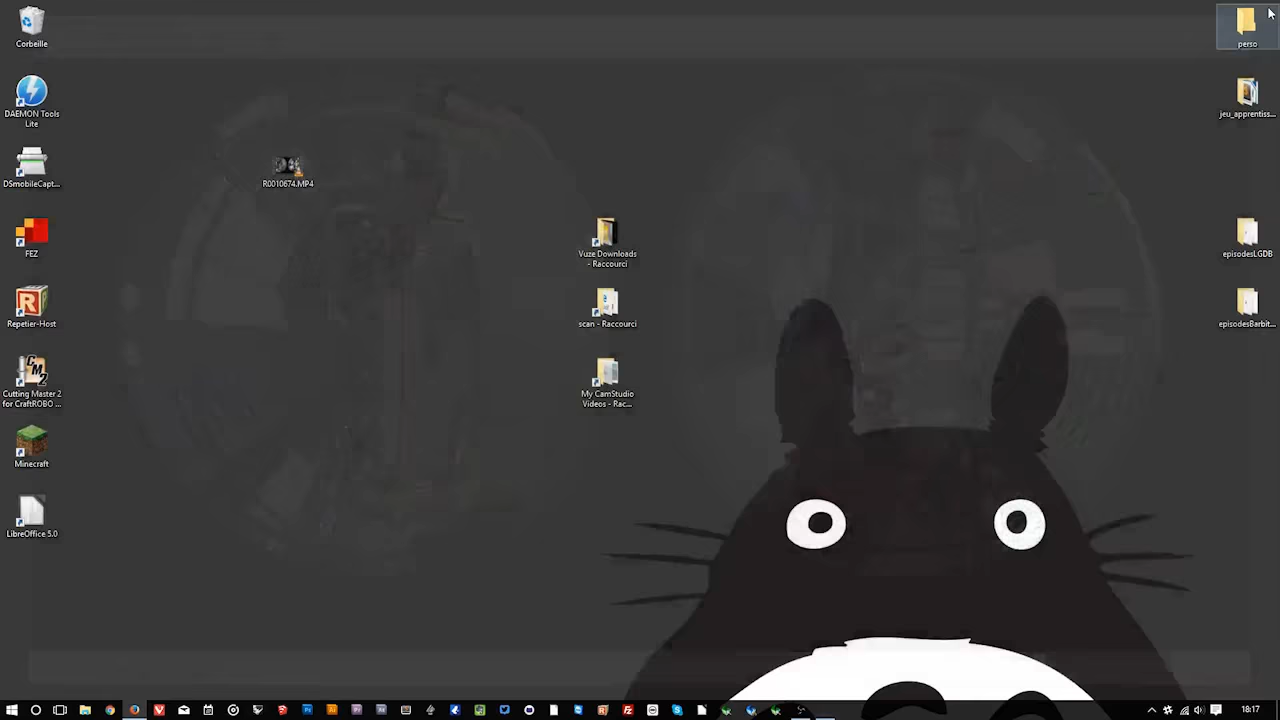 Corbeille
perso
DAEMON Tools
Lite
jeu_apprentiss...
DSmobileCapt...
R0010674.MP4
FEZ
Vuze Downloads
- Raccourci
episodesLGDB
Repetier-Host
scan - Raccourci
episodesBarbit...
Cutting Master 2
for CraftROBO ...
My CamStudio
Videos - Rac...
Minecraft
LibreOffice 5.0
18:17